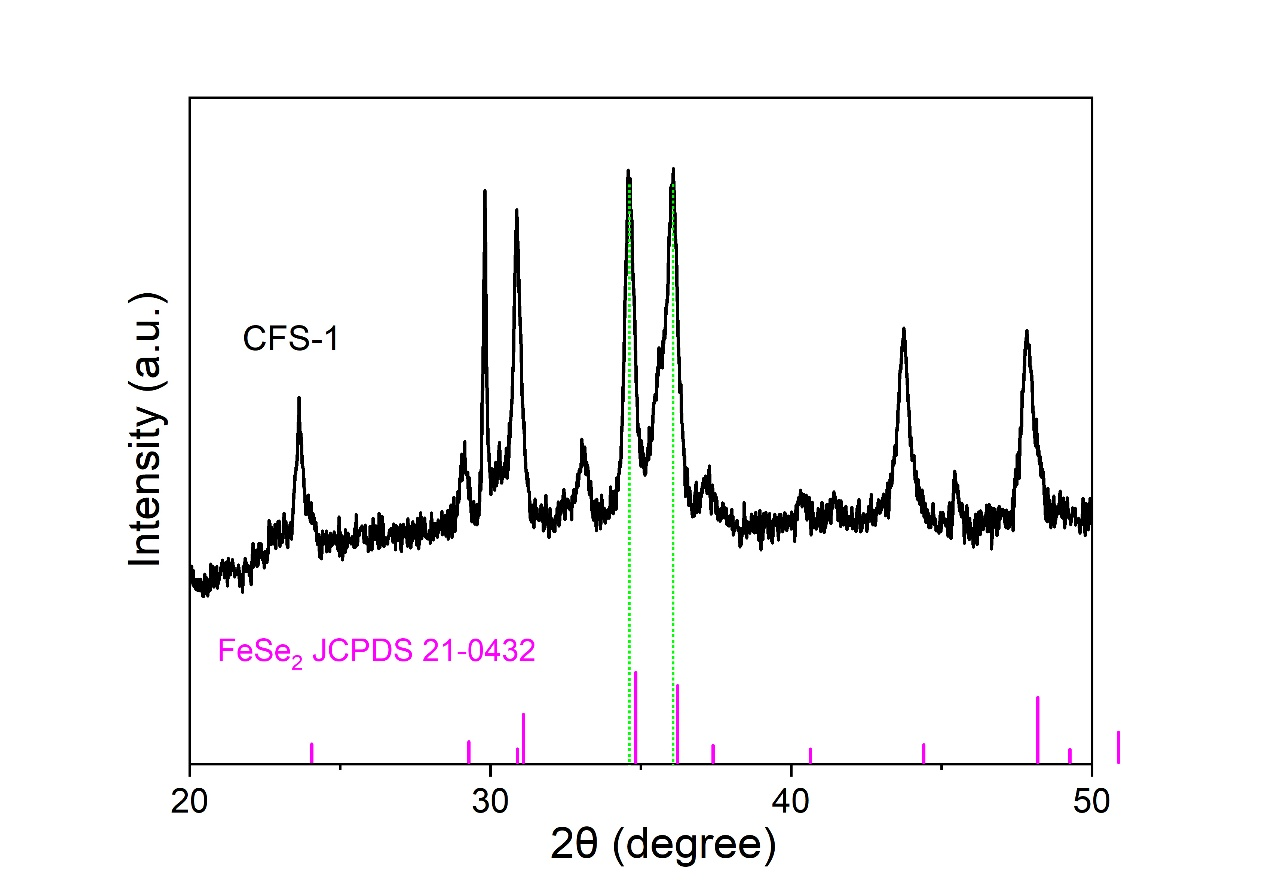 CFS-1
Intensity (a.u.)
FeSe₂ JCPDS 21-0432
20 30 40 50
2θ (degree)